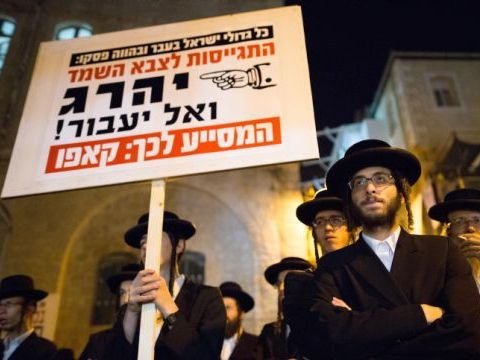 כל גדולי ישראל בעבר ובהווה פסקו:
התגייסות לצבא השמד
יהרג
ואל יעבור!
המסייע לכך: קאפו